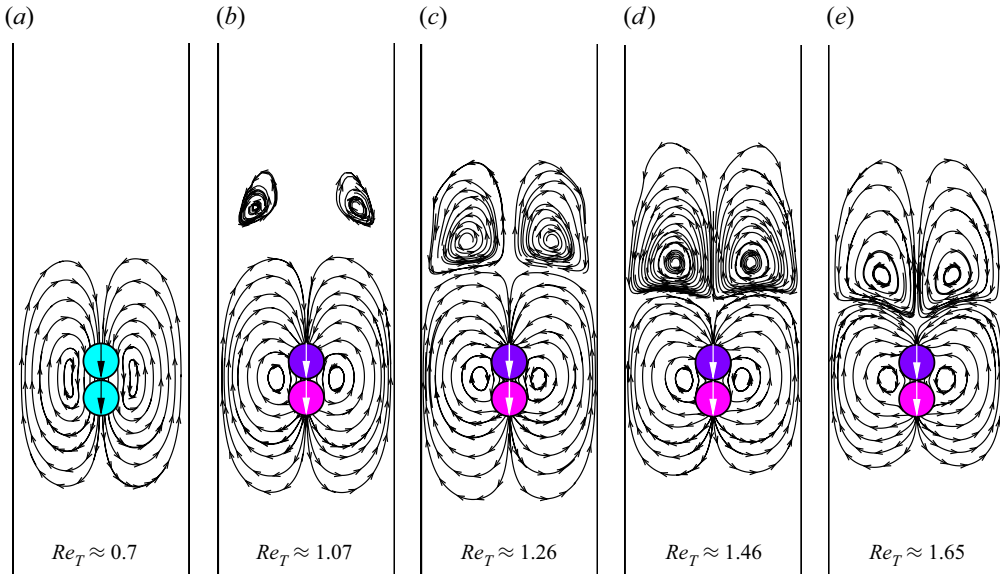 (a) (b) (c) (d) (e)
Re_T ≈ 0.7 Re_T ≈ 1.07 Re_T ≈ 1.26 Re_T ≈ 1.46 Re_T ≈ 1.65